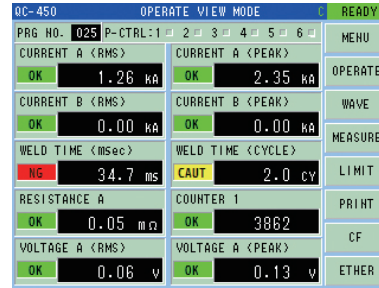 QC-450 OPERATE VIEW MODE C READY
PRG NO. 025 P-CTRL:1 2 3 4 5 6
MENU
CURRENT A (RMS) CURRENT A (PEAK)
OK 1.26 kA OK 2.35 kA
OPERATE
CURRENT B (RMS) CURRENT B (PEAK)
WAVE
OK 0.00 kA OK 0.00 kA
MEASURE
WELD TIME (msec) WELD TIME (CYCLE)
NG 34.7 ms CAUT 2.0 CY
LIMIT
RESISTANCE A COUNTER 1
PRINT
OK 0.05 mΩ OK 3862
CF
VOLTAGE A (RMS) VOLTAGE A (PEAK)
OK 0.06 V OK 0.13 V
ETHER